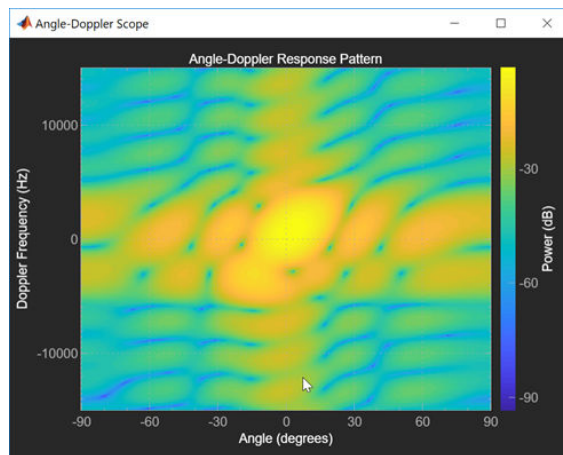 Angle-Doppler Scope
Angle-Doppler Response Pattern
10000
0
-10000
Doppler Frequency (Hz)
-90
-60
-30
0
30
60
90
Angle (degrees)
-30
-60
-90
Power (dB)